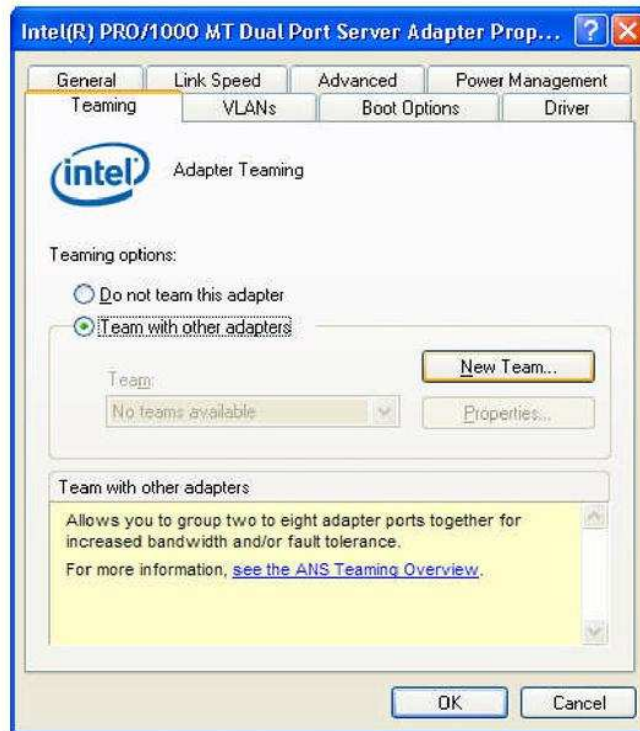 Intel(R) PRO/1000 MT Dual Port Server Adapter Prop...
General Link Speed Advanced Power Management
Teaming VLANs Boot Options Driver
intel
Adapter Teaming
Teaming options:
Do not team this adapter
Team with other adapters
New Team...
Team:
No teams available
Properties...
Team with other adapters
Allows you to group two to eight adapter ports together for
increased bandwidth and/or fault tolerance.
For more information, see the ANS Teaming Overview.
OK Cancel